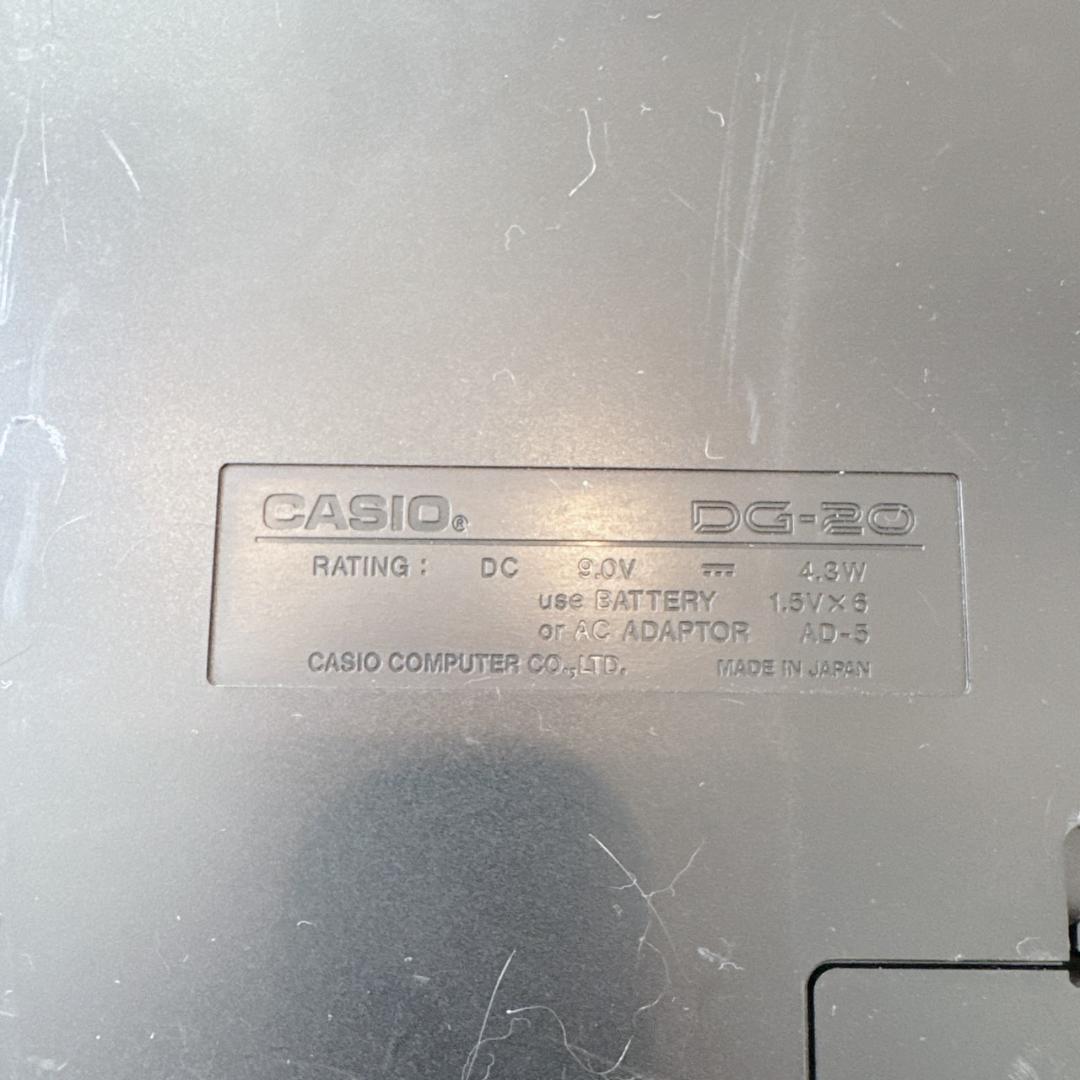 CASIO® DG-20
RATING: DC 9.0V ⎓ 4.3W
use BATTERY 1.5V×6
or AC ADAPTOR AD-5
CASIO COMPUTER CO.,LTD. MADE IN JAPAN